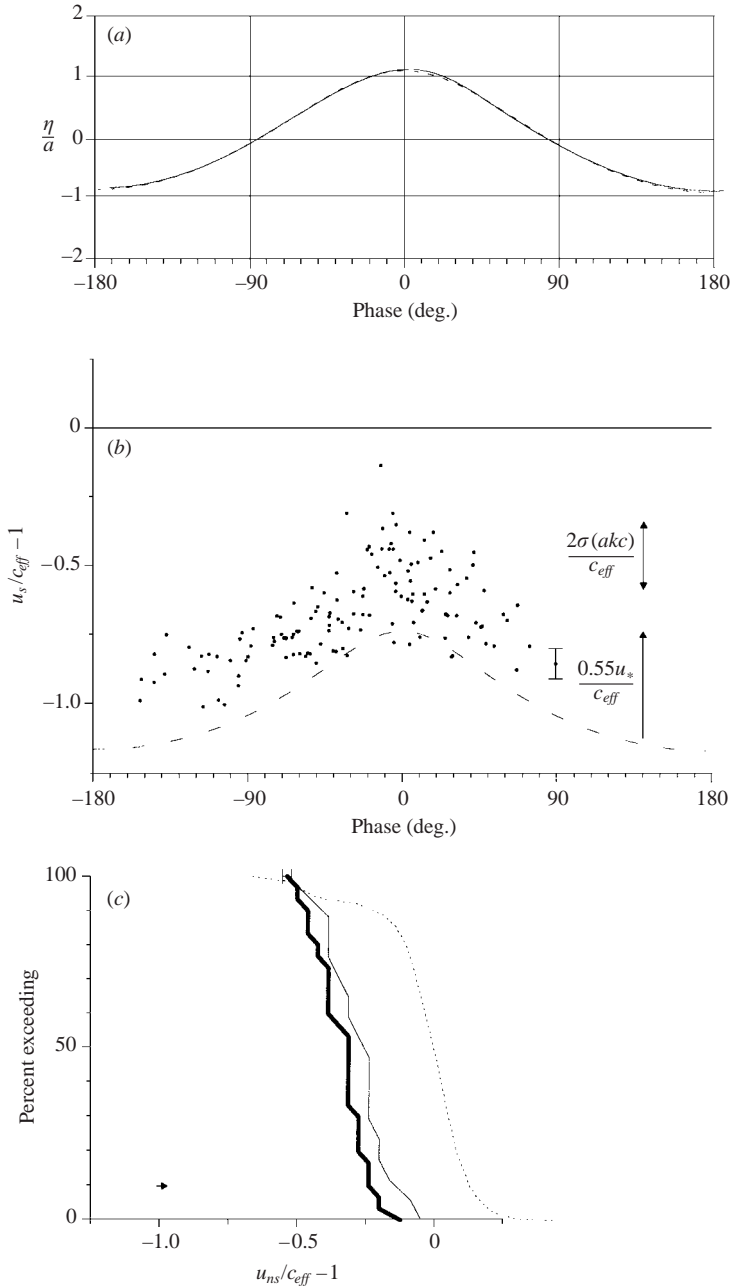 2
(a)
1
η/a
0
–1
–2
–180 –90 0 90 180
Phase (deg.)
0
(b)
u_s/c_eff – 1
–0.5
2σ(akc)/c_eff
0.55u_*/c_eff
–1.0
–180 –90 0 90 180
Phase (deg.)
100
(c)
Percent exceeding
50
0
–1.0 –0.5 0
u_ns/c_eff – 1